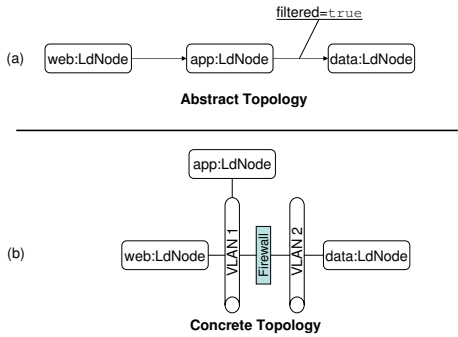 filtered=true
(a)
web:LdNode
app:LdNode
data:LdNode
Abstract Topology
app:LdNode
(b)
web:LdNode
VLAN 1
Firewall
VLAN 2
data:LdNode
Concrete Topology